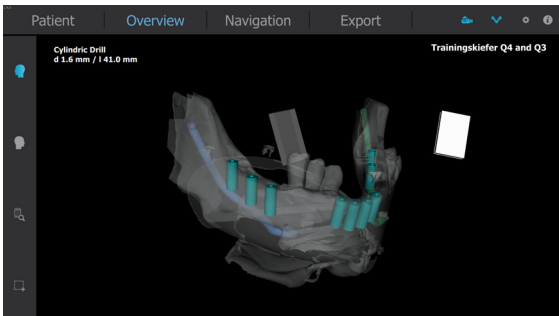 Patient
Overview
Navigation
Export
Cylindric Drill
d 1.6 mm / l 41.0 mm
Trainingskiefer Q4 and Q3